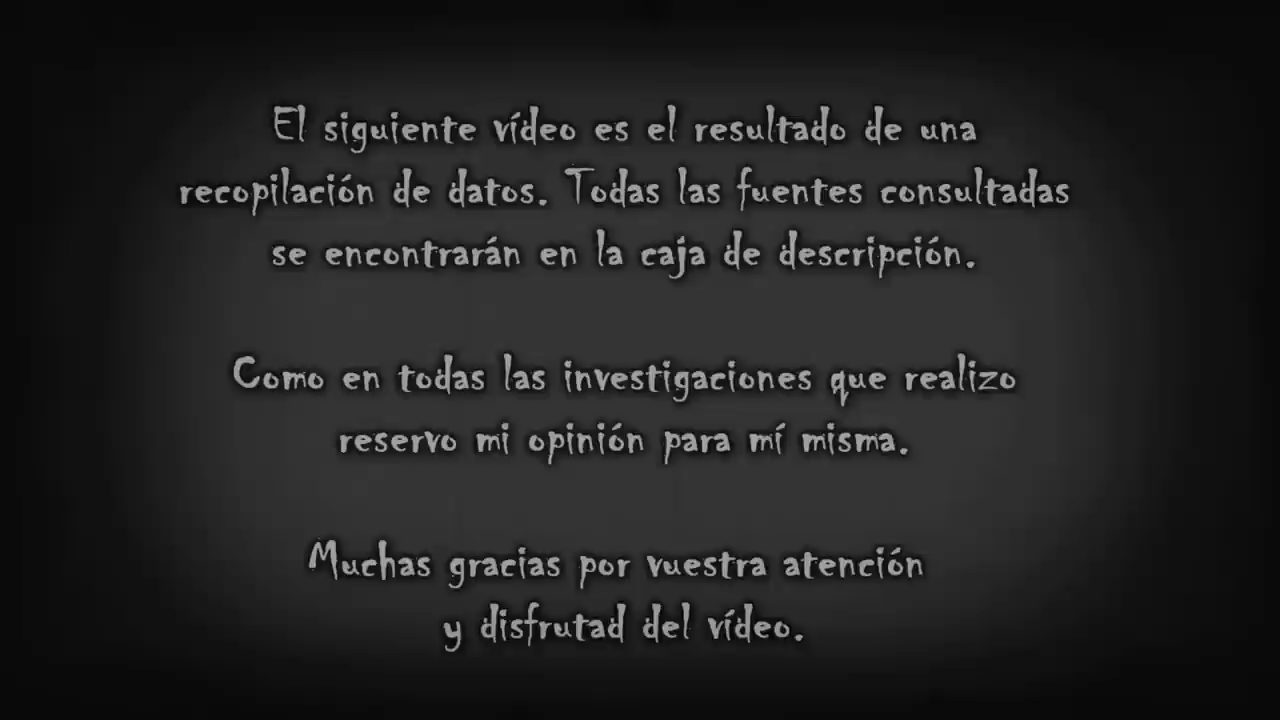 El siguiente vídeo es el resultado de una
recopilación de datos. Todas las fuentes consultadas
se encontrarán en la caja de descripción.
Como en todas las investigaciones que realizo
reservo mi opinión para mí misma.
Muchas gracias por vuestra atención
y disfrutad del vídeo.